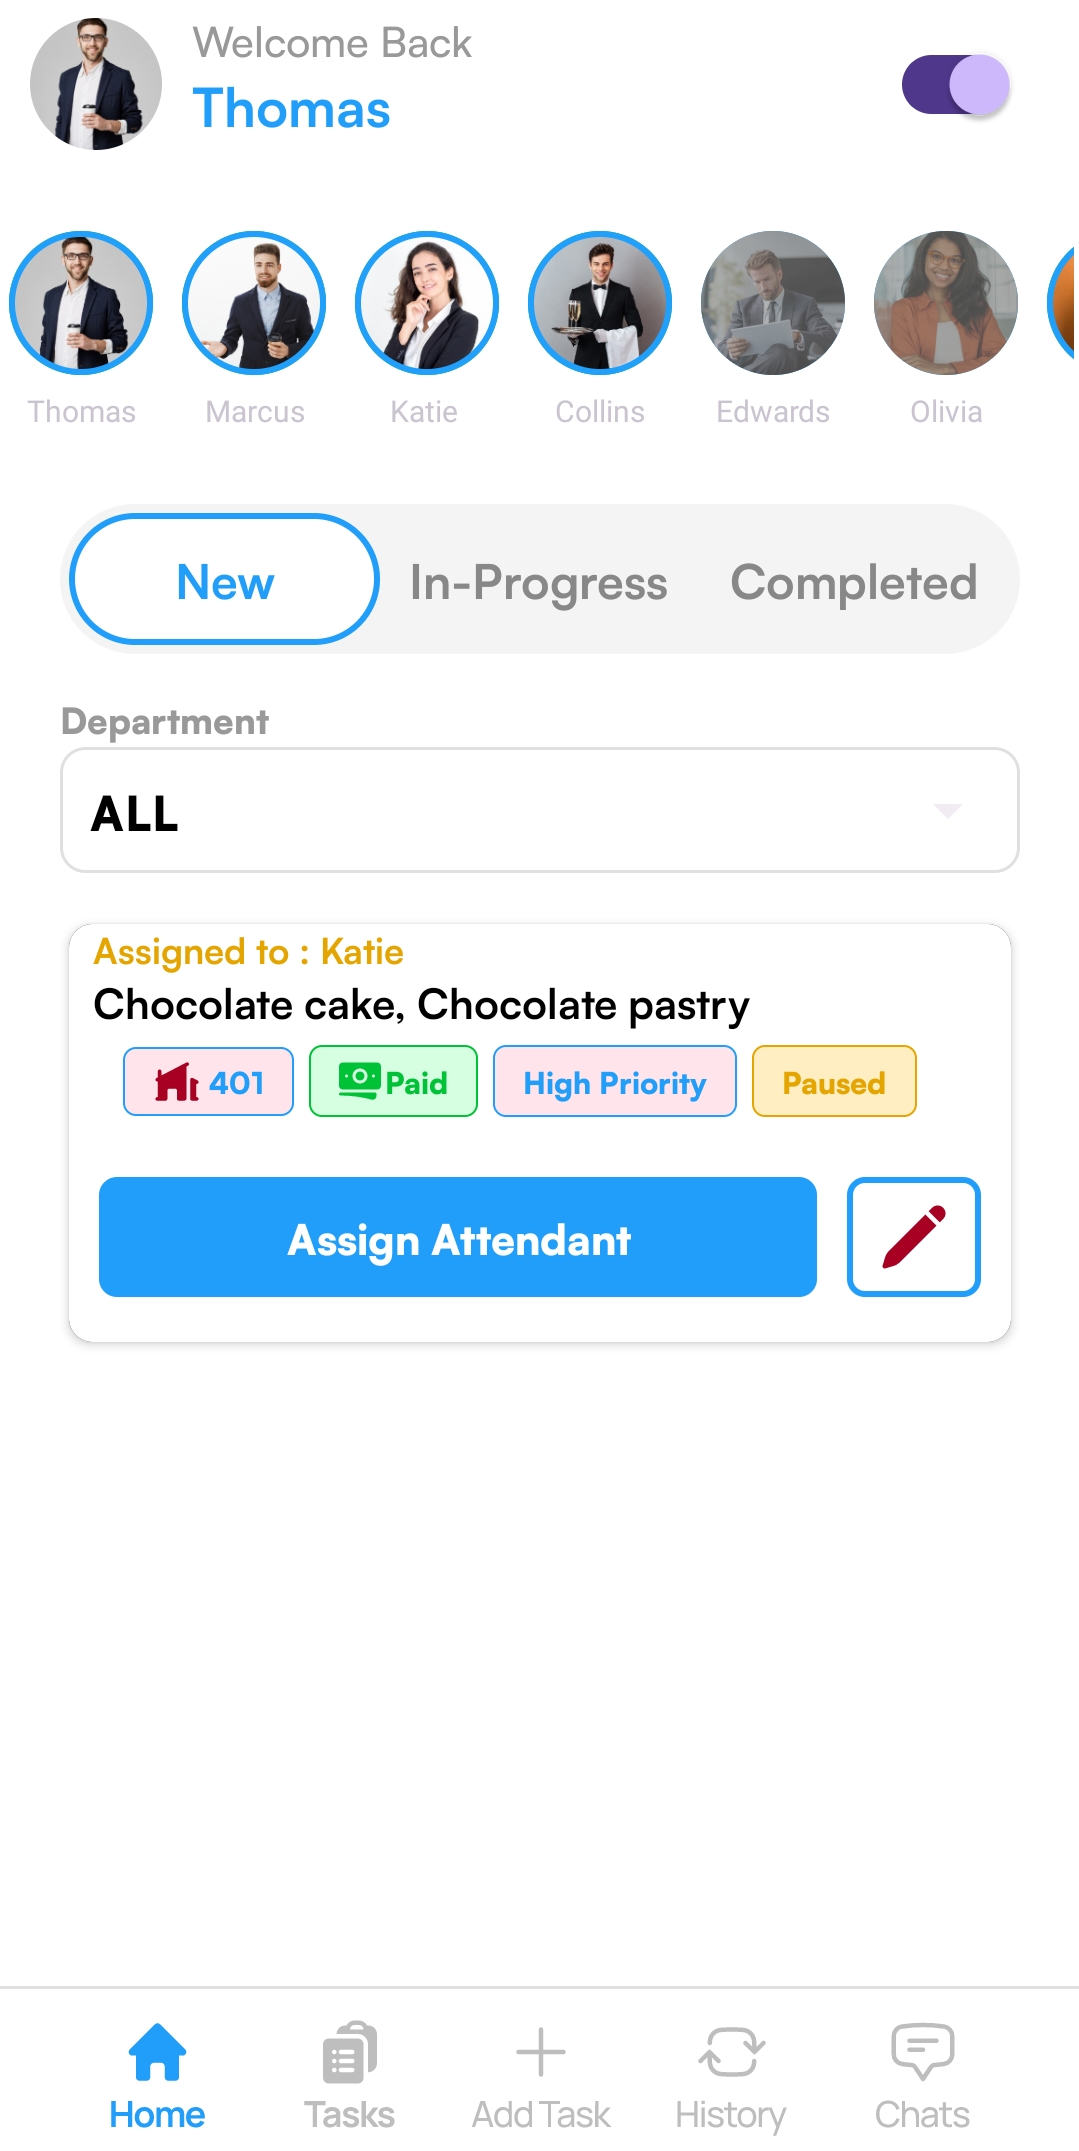 Welcome Back
Thomas
Thomas Marcus Katie Collins Edwards Olivia
New In-Progress Completed
Department
ALL
Assigned to : Katie
Chocolate cake, Chocolate pastry
401 Paid High Priority Paused
Assign Attendant
Home Tasks Add Task History Chats